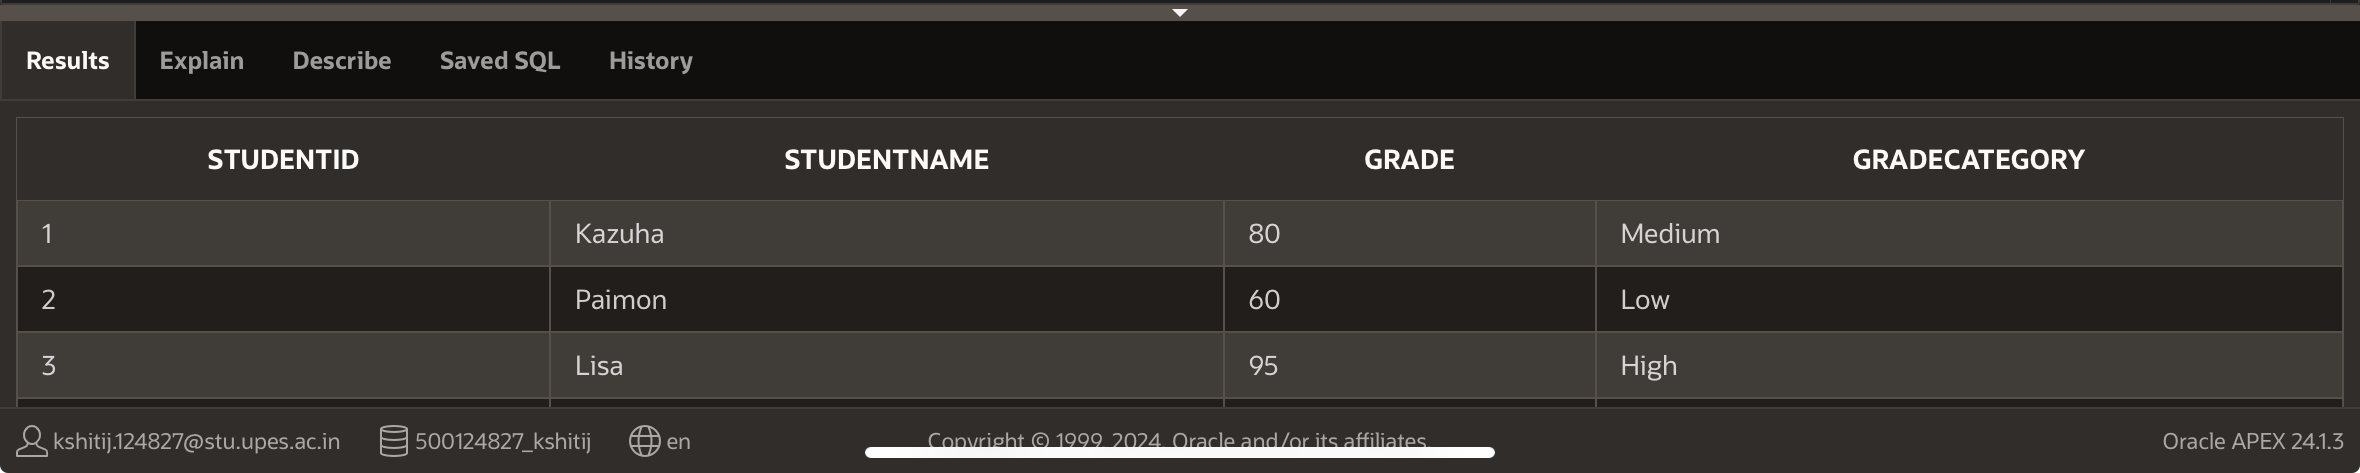 Results Explain Describe Saved SQL History
STUDENTID STUDENTNAME GRADE GRADECATEGORY
1 Kazuha 80 Medium
2 Paimon 60 Low
3 Lisa 95 High
kshitij.124827@stu.upes.ac.in 500124827_kshitij en Copyright © 1999, 2024, Oracle and/or its affiliates. Oracle APEX 24.1.3